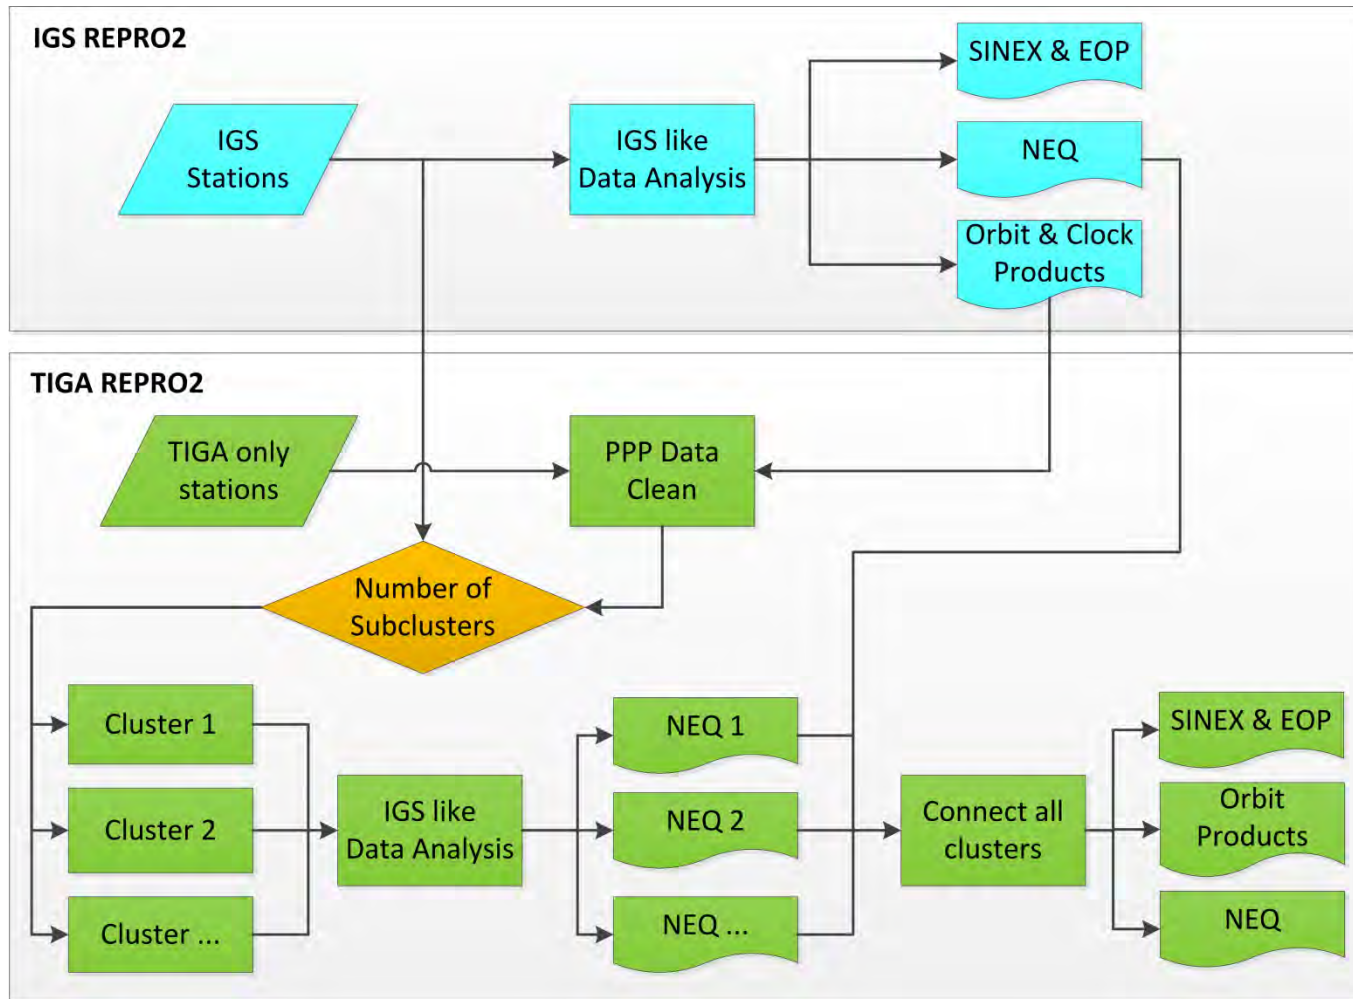 IGS REPRO2
IGS
Stations
IGS like
Data Analysis
SINEX & EOP
NEQ
Orbit & Clock
Products
TIGA REPRO2
TIGA only
stations
PPP Data
Clean
Number of
Subclusters
Cluster 1
Cluster 2
Cluster ...
IGS like
Data Analysis
NEQ 1
NEQ 2
NEQ ...
Connect all
clusters
SINEX & EOP
Orbit
Products
NEQ